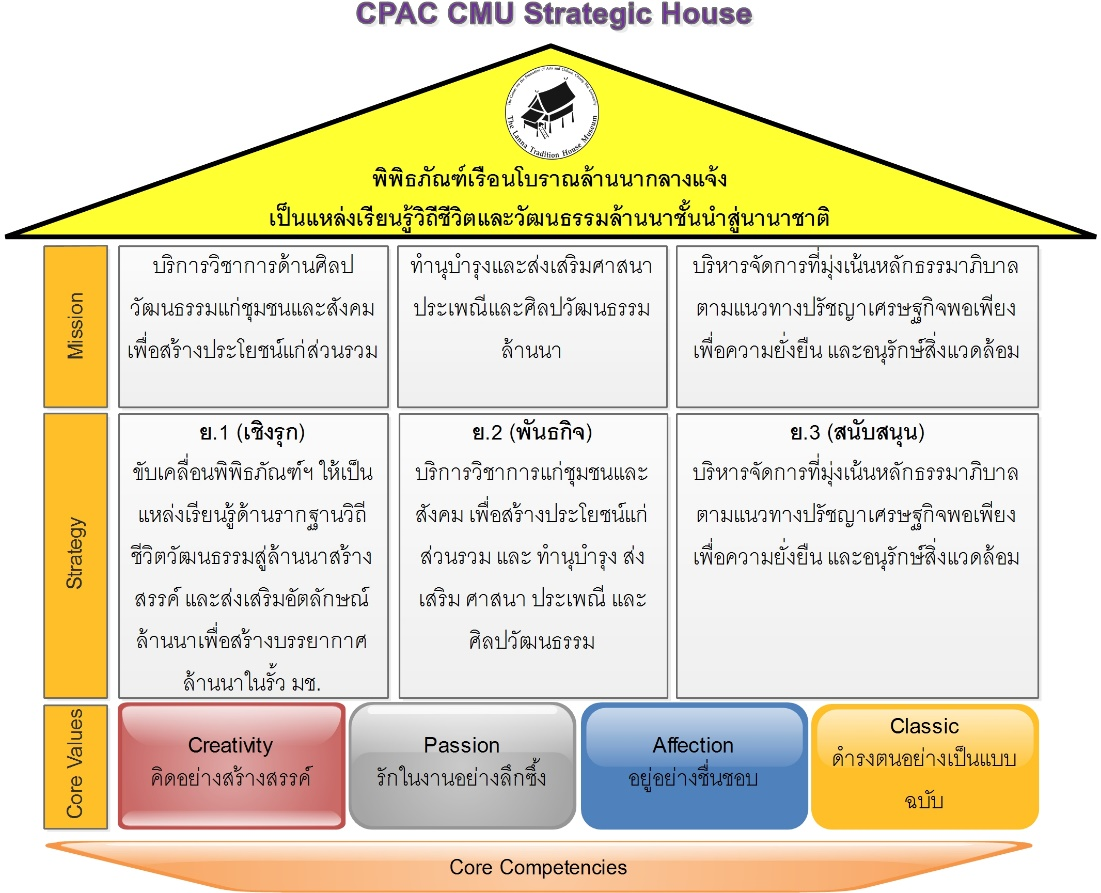 CPAC CMU Strategic House
The Lanna Tradition House Museum
พิพิธภัณฑ์เรือนโบราณล้านนากลางแจ้ง
เป็นแหล่งเรียนรู้วิถีชีวิตและวัฒนธรรมล้านนาชั้นนำสู่นานาชาติ
Mission
บริการวิชาการด้านศิลป
วัฒนธรรมแก่ชุมชนและสังคม
เพื่อสร้างประโยชน์แก่ส่วนรวม
ทำนุบำรุงและส่งเสริมศาสนา
ประเพณีและศิลปวัฒนธรรม
ล้านนา
บริหารจัดการที่มุ่งเน้นหลักธรรมาภิบาล
ตามแนวทางปรัชญาเศรษฐกิจพอเพียง
เพื่อความยั่งยืน และอนุรักษ์สิ่งแวดล้อม
Strategy
ย.1 (เชิงรุก)
ขับเคลื่อนพิพิธภัณฑ์ฯ ให้เป็น
แหล่งเรียนรู้ด้านรากฐานวิถี
ชีวิตวัฒนธรรมสู่ล้านนาสร้าง
สรรค์ และส่งเสริมอัตลักษณ์
ล้านนาเพื่อสร้างบรรยากาศ
ล้านนาในรั้ว มช.
ย.2 (พันธกิจ)
บริการวิชาการแก่ชุมชนและ
สังคม เพื่อสร้างประโยชน์แก่
ส่วนรวม และ ทำนุบำรุง ส่ง
เสริม ศาสนา ประเพณี และ
ศิลปวัฒนธรรม
ย.3 (สนับสนุน)
บริหารจัดการที่มุ่งเน้นหลักธรรมาภิบาล
ตามแนวทางปรัชญาเศรษฐกิจพอเพียง
เพื่อความยั่งยืน และอนุรักษ์สิ่งแวดล้อม
Core Values
Creativity
คิดอย่างสร้างสรรค์
Passion
รักในงานอย่างลึกซึ้ง
Affection
อยู่อย่างชื่นชอบ
Classic
ดำรงตนอย่างเป็นแบบ
ฉบับ
Core Competencies